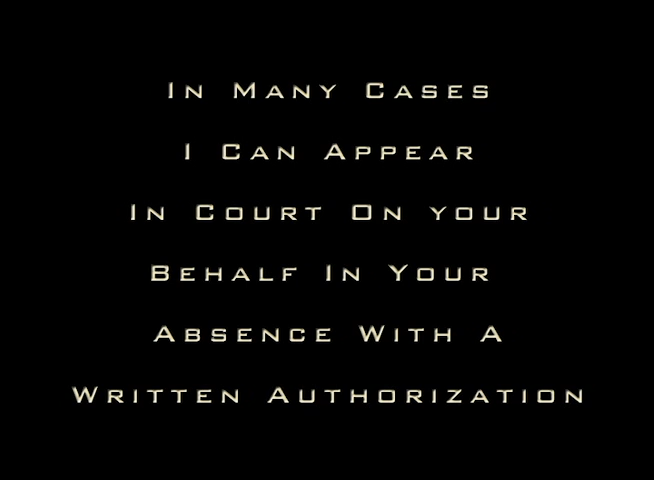 In Many Cases
I Can Appear
In Court On your
Behalf In Your
Absence With A
Written Authorization